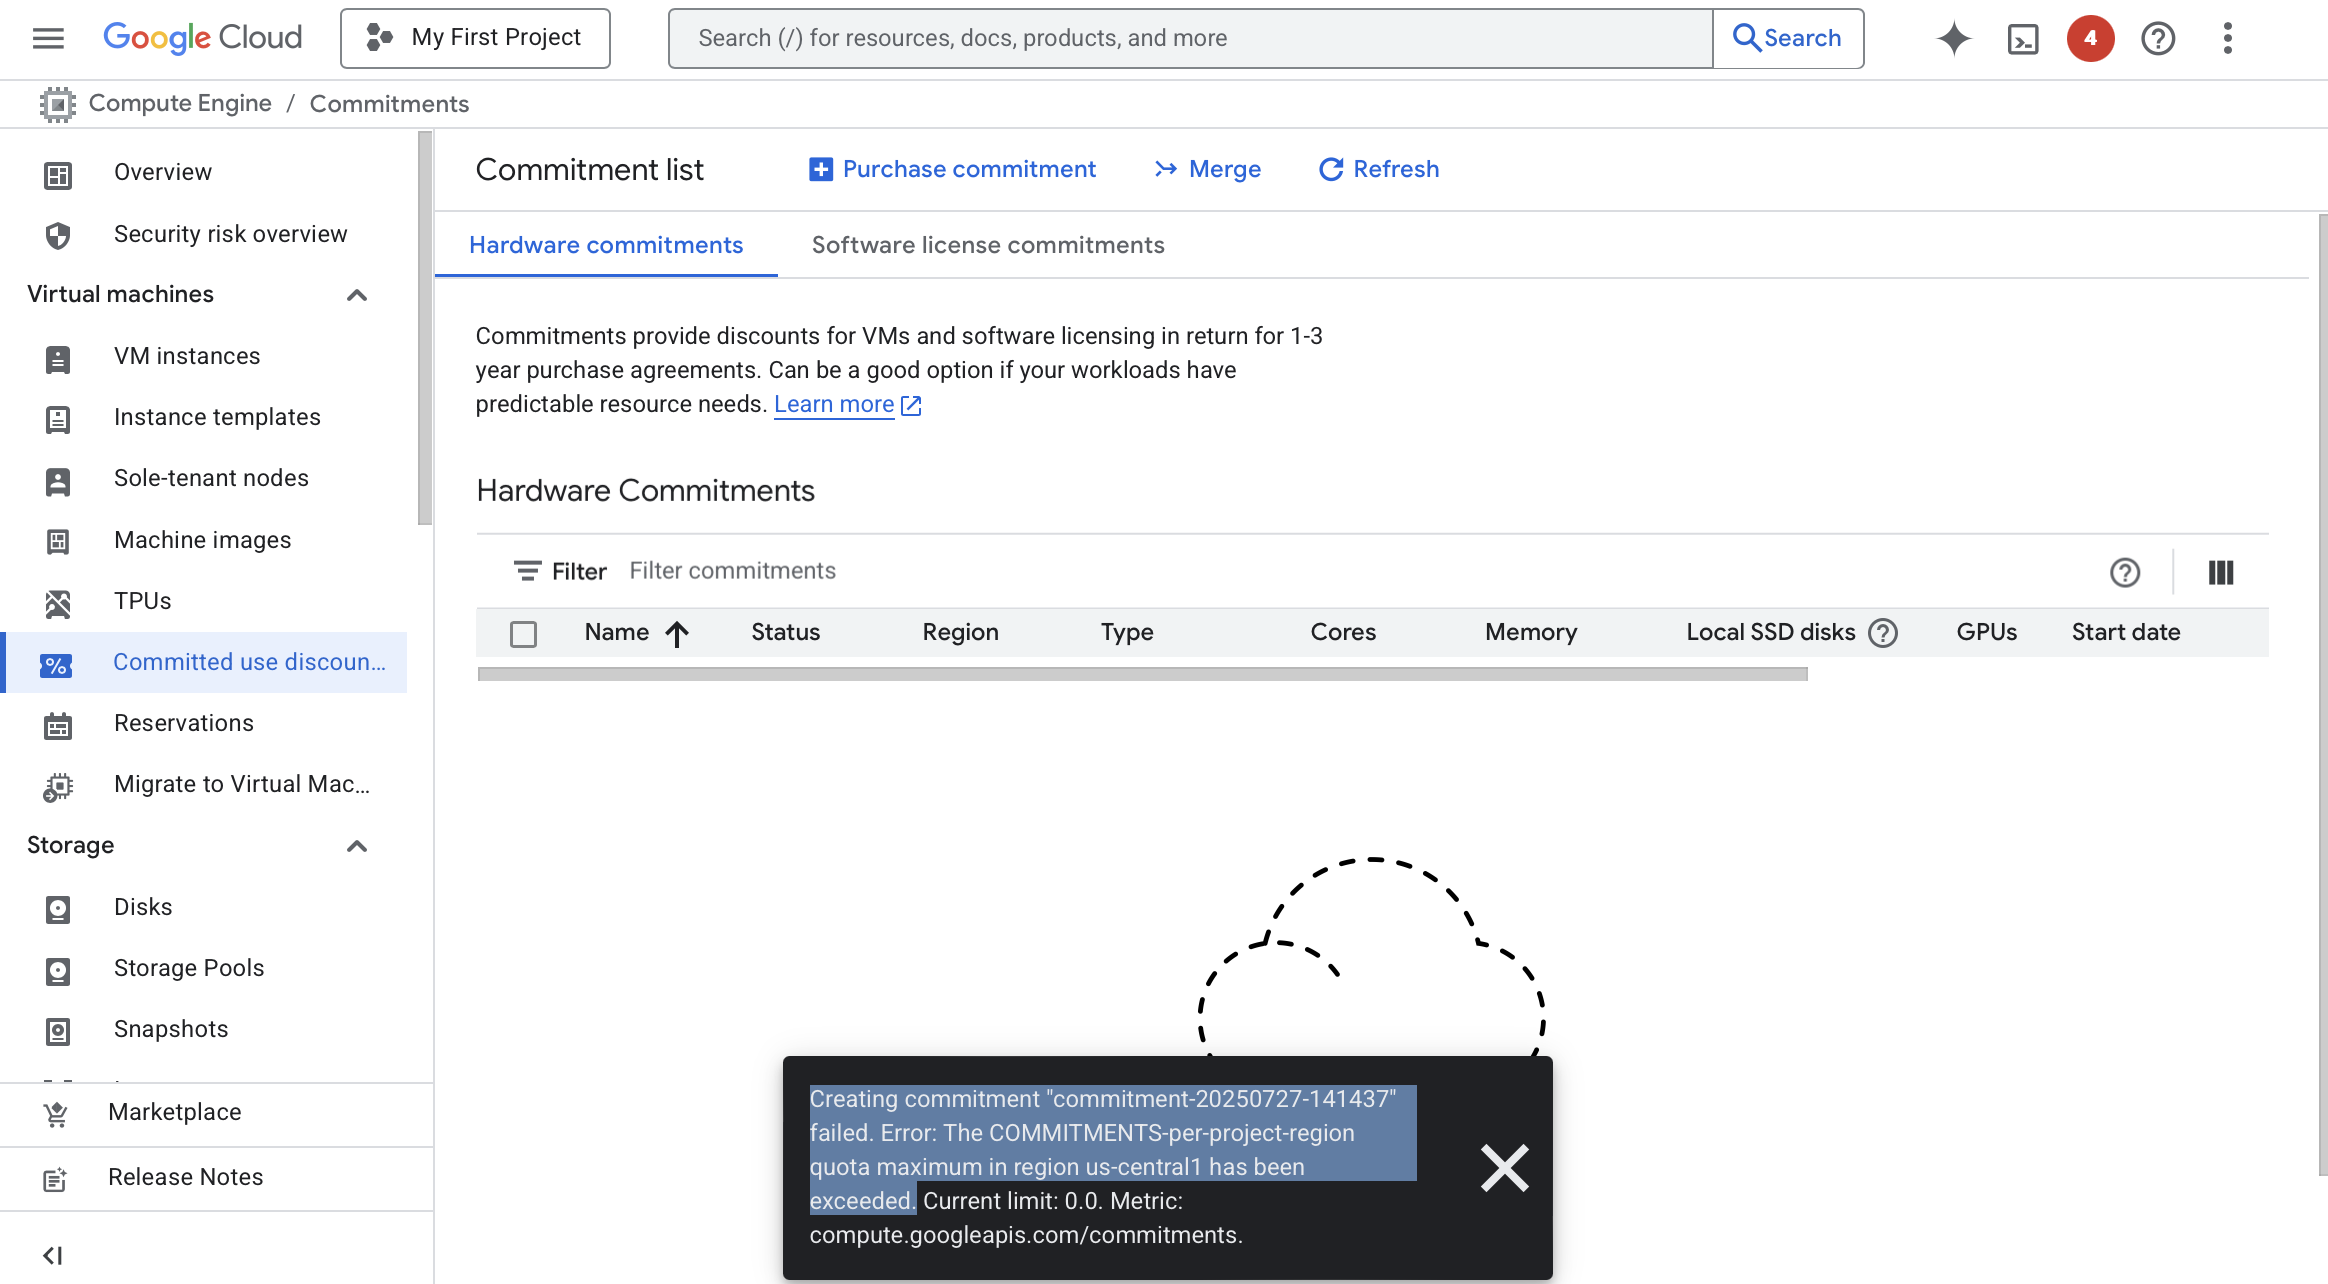 Google Cloud
My First Project
Search (/) for resources, docs, products, and more
Search
4
Compute Engine / Commitments
Overview
Security risk overview
Virtual machines
VM instances
Instance templates
Sole-tenant nodes
Machine images
TPUs
Committed use discoun...
Reservations
Migrate to Virtual Mac...
Storage
Disks
Storage Pools
Snapshots
Marketplace
Release Notes
Commitment list
Purchase commitment
Merge
Refresh
Hardware commitments
Software license commitments
Commitments provide discounts for VMs and software licensing in return for 1-3
year purchase agreements. Can be a good option if your workloads have
predictable resource needs. Learn more
Hardware Commitments
Filter Filter commitments
Name Status Region Type Cores Memory Local SSD disks GPUs Start date
Creating commitment "commitment-20250727-141437"
failed. Error: The COMMITMENTS-per-project-region
quota maximum in region us-central1 has been
exceeded. Current limit: 0.0. Metric:
compute.googleapis.com/commitments.